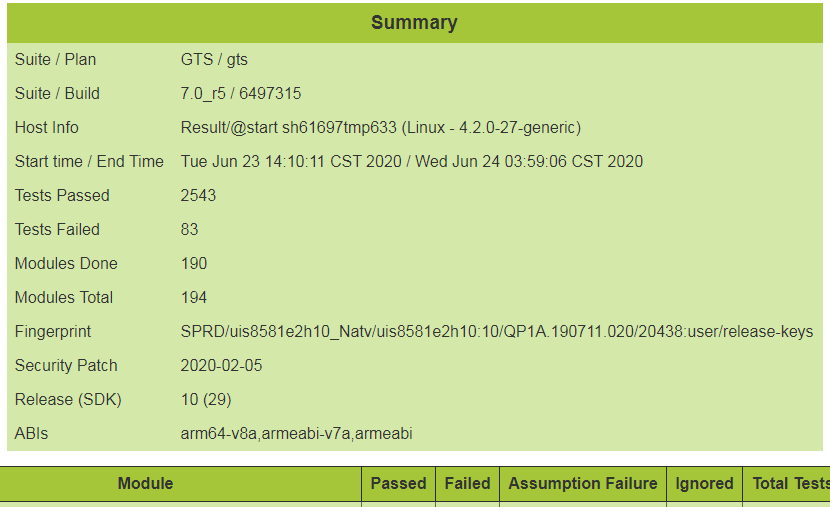 Summary
Suite / Plan GTS / gts
Suite / Build 7.0_r5 / 6497315
Host Info Result/@start sh61697tmp633 (Linux - 4.2.0-27-generic)
Start time / End Time Tue Jun 23 14:10:11 CST 2020 / Wed Jun 24 03:59:06 CST 2020
Tests Passed 2543
Tests Failed 83
Modules Done 190
Modules Total 194
Fingerprint SPRD/uis8581e2h10_Natv/uis8581e2h10:10/QP1A.190711.020/20438:user/release-keys
Security Patch 2020-02-05
Release (SDK) 10 (29)
ABIs arm64-v8a,armeabi-v7a,armeabi
Module Passed Failed Assumption Failure Ignored Total Tests